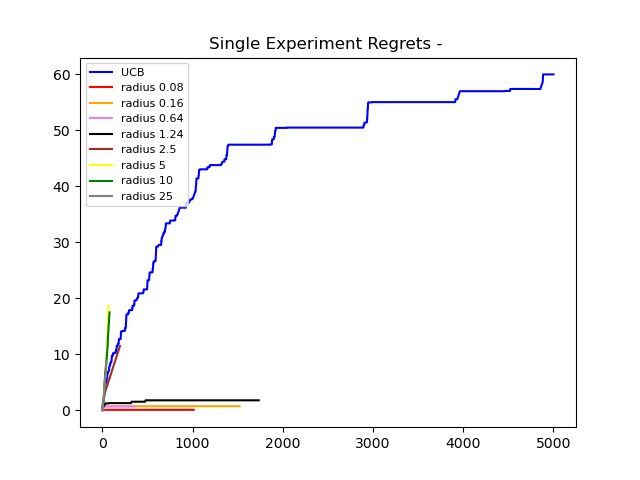 Single Experiment Regrets -
UCB
radius 0.08
radius 0.16
radius 0.64
radius 1.24
radius 2.5
radius 5
radius 10
radius 25
60
50
40
30
20
10
0
0 1000 2000 3000 4000 5000